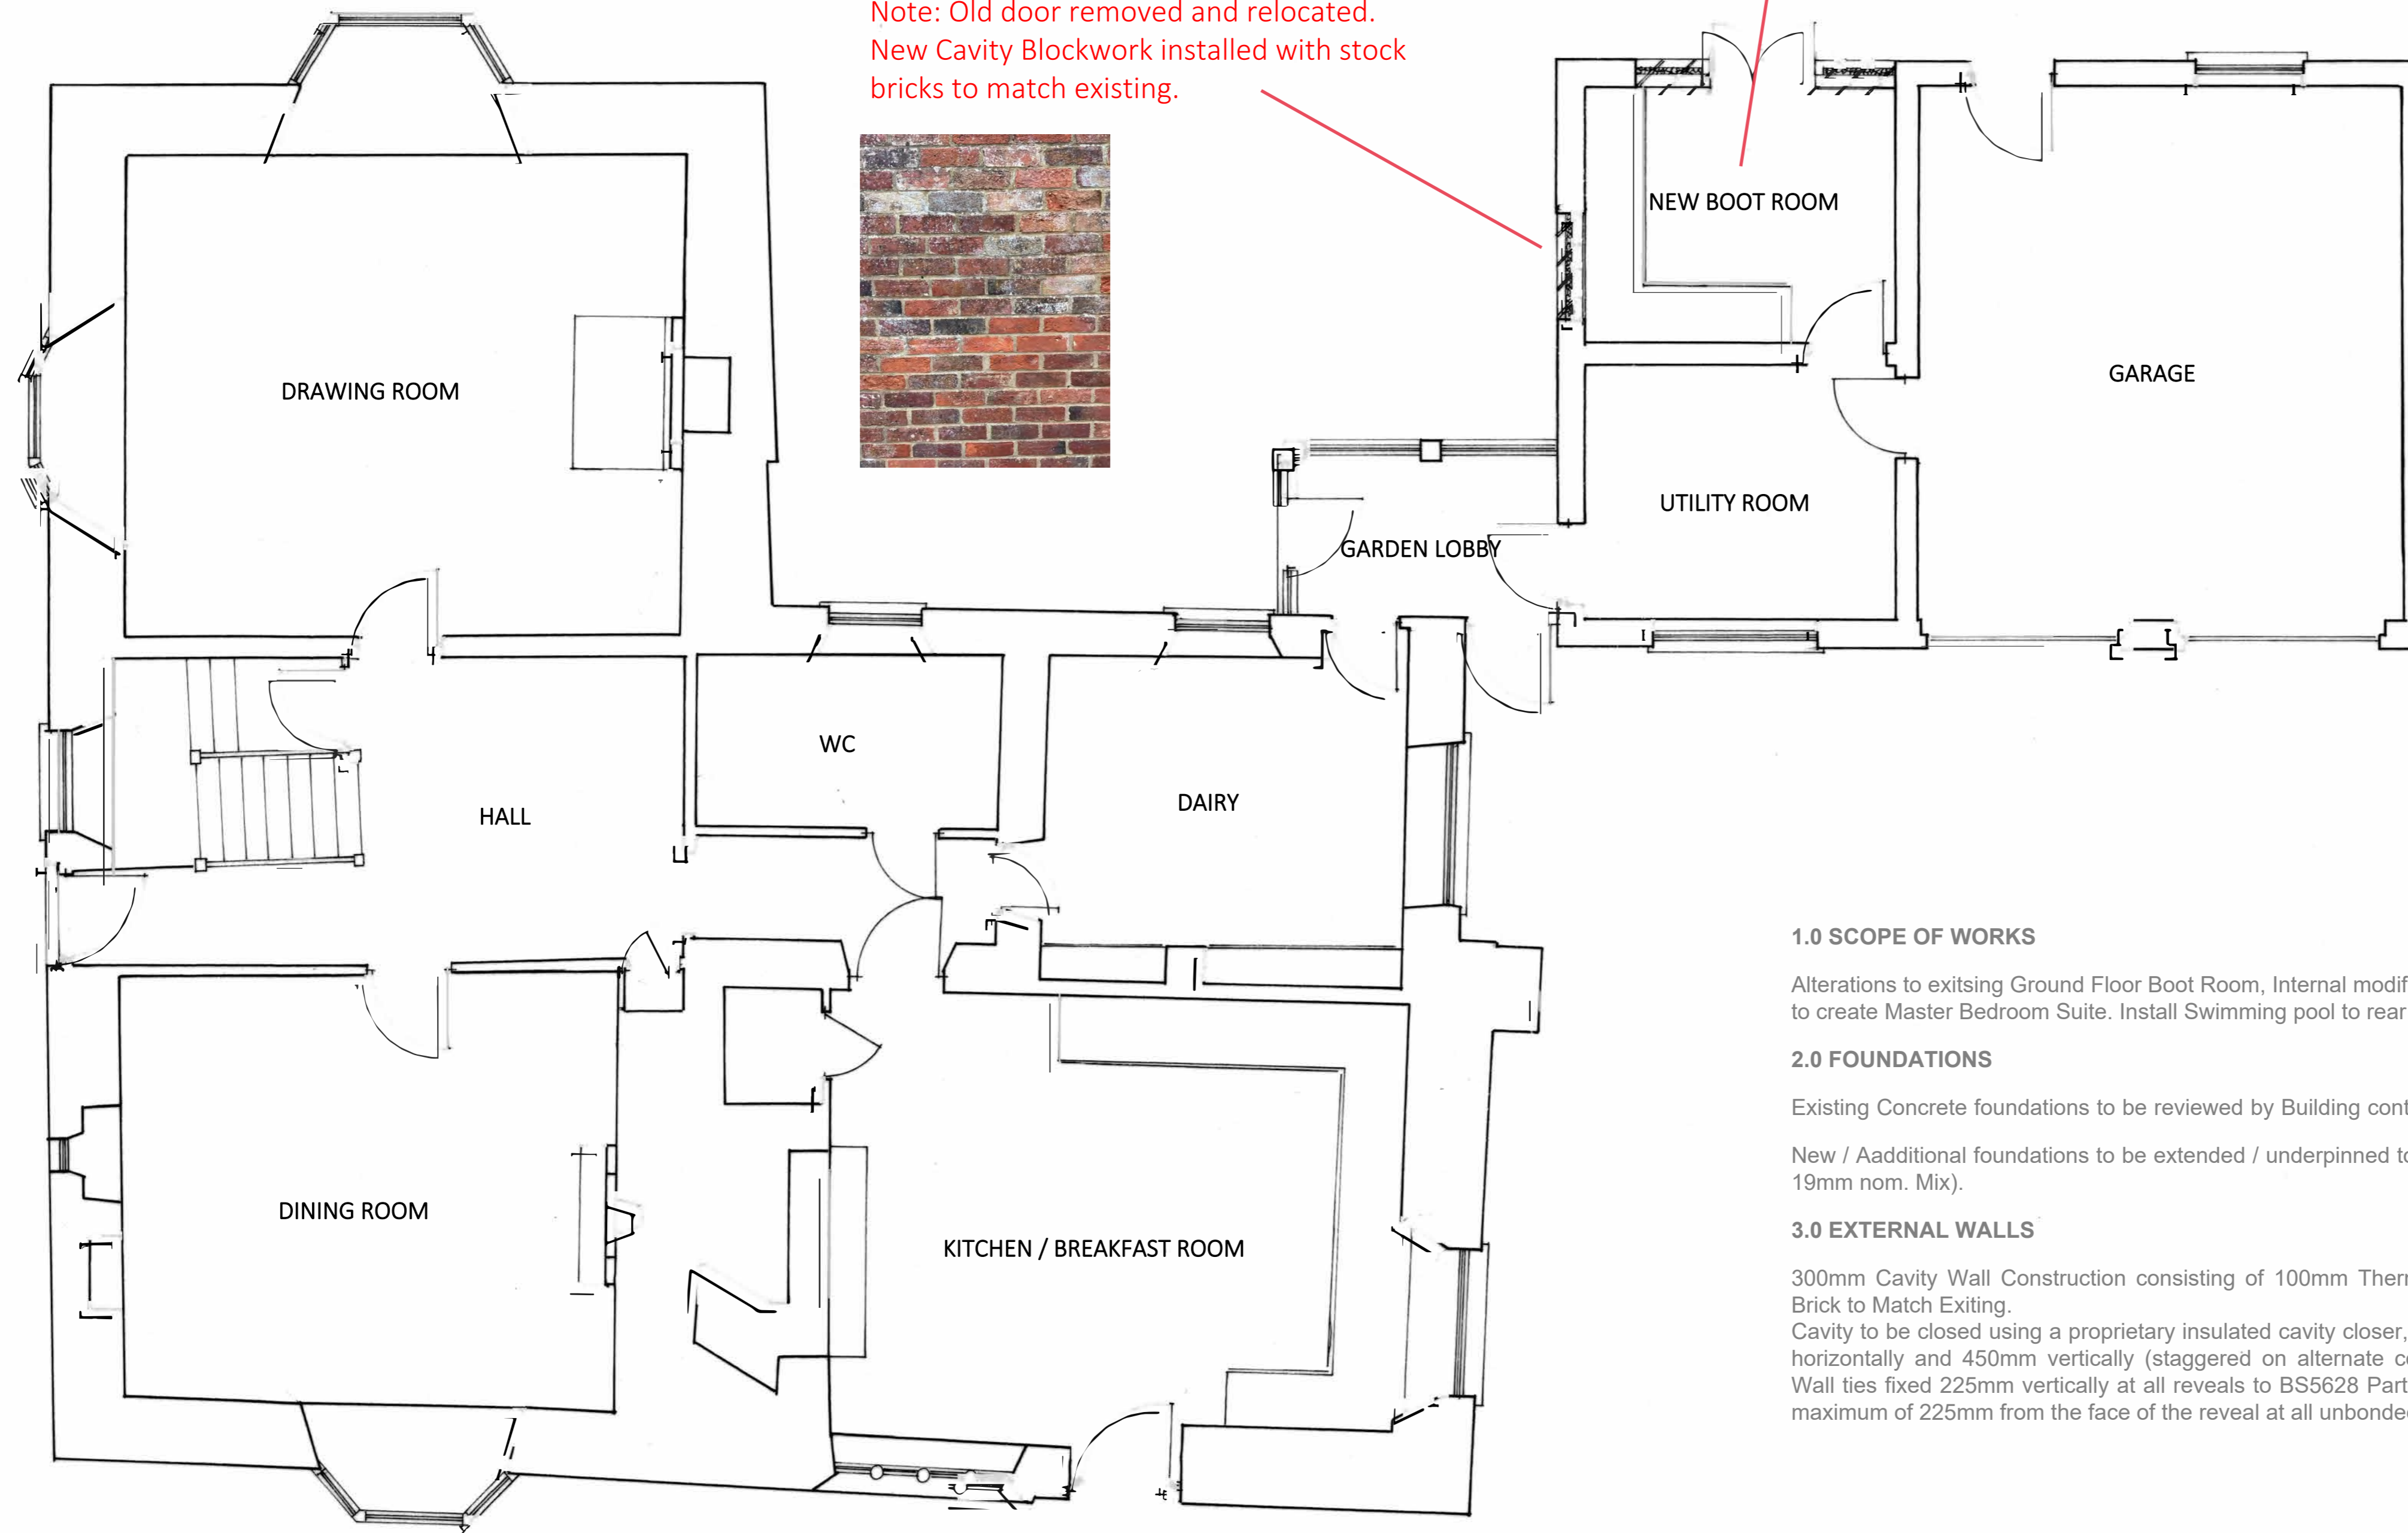 Note: Old door removed and relocated.
New Cavity Blockwork installed with stock
bricks to match existing.
NEW BOOT ROOM
DRAWING ROOM
GARAGE
UTILITY ROOM
GARDEN LOBBY
WC
DAIRY
HALL
DINING ROOM
KITCHEN / BREAKFAST ROOM
1.0 SCOPE OF WORKS
Alterations to exitsing Ground Floor Boot Room, Internal modif
to create Master Bedroom Suite. Install Swimming pool to rear
2.0 FOUNDATIONS
Existing Concrete foundations to be reviewed by Building cont
New / Aadditional foundations to be extended / underpinned to
19mm nom. Mix).
3.0 EXTERNAL WALLS
300mm Cavity Wall Construction consisting of 100mm Therm
Brick to Match Exiting.
Cavity to be closed using a proprietary insulated cavity closer,
horizontally and 450mm vertically (staggered on alternate co
Wall ties fixed 225mm vertically at all reveals to BS5628 Part
maximum of 225mm from the face of the reveal at all unbonded